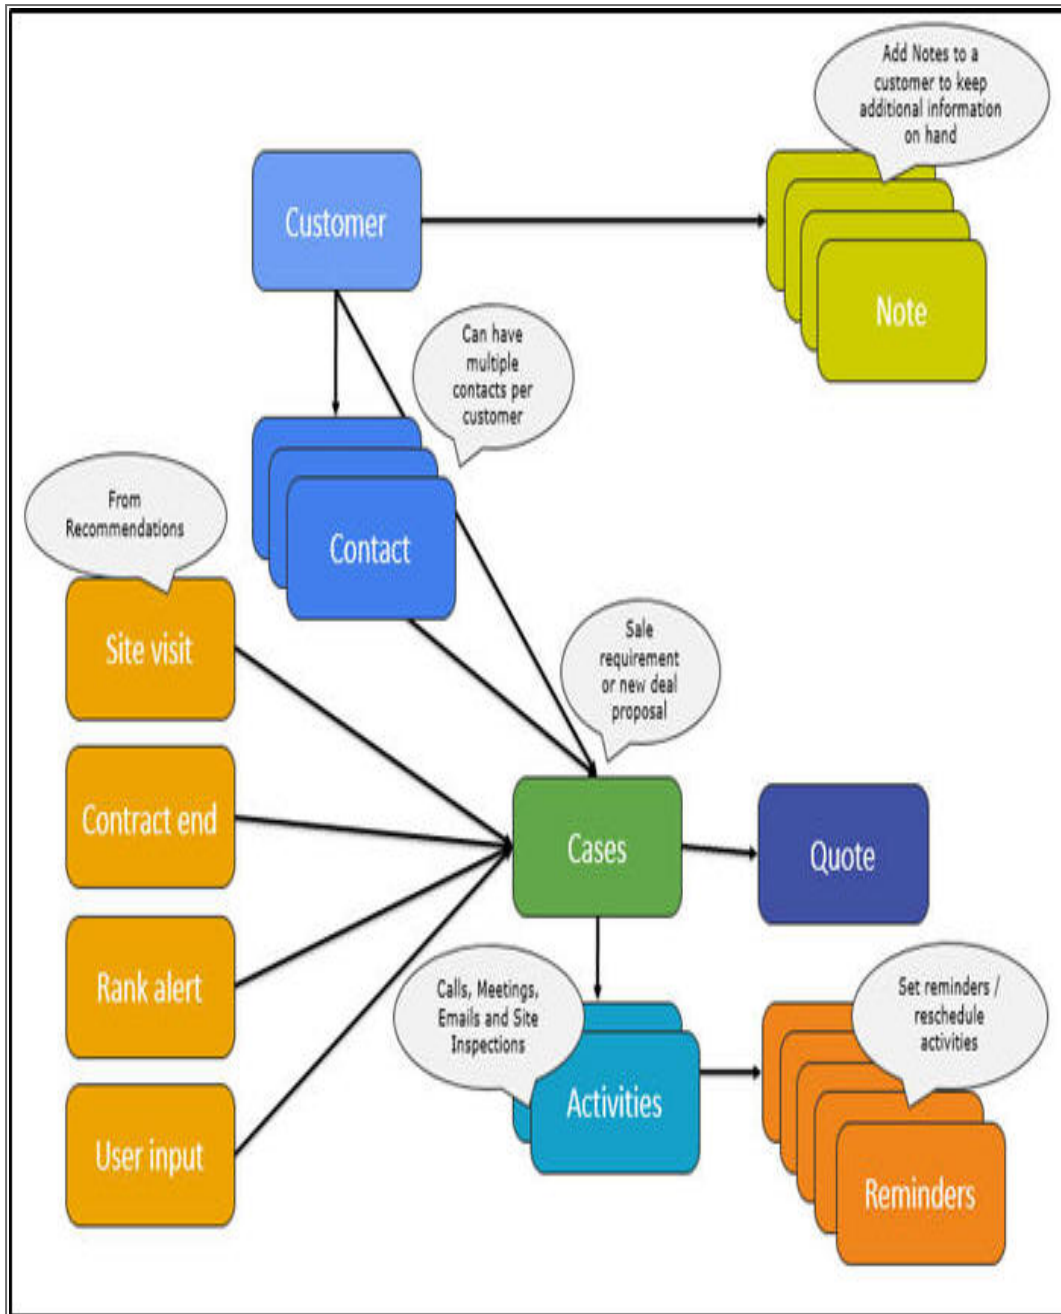 Add Notes to a
customer to keep
additional information
on hand
Customer
Note
Can have
multiple
contacts per
customer
From
Recommendations
Contact
Site visit
Sale
requirement
or new deal
proposal
Contract end
Cases
Quote
Rank alert
Calls, Meetings,
Emails and Site
Inspections
Set reminders /
reschedule
activities
Activities
User input
Reminders